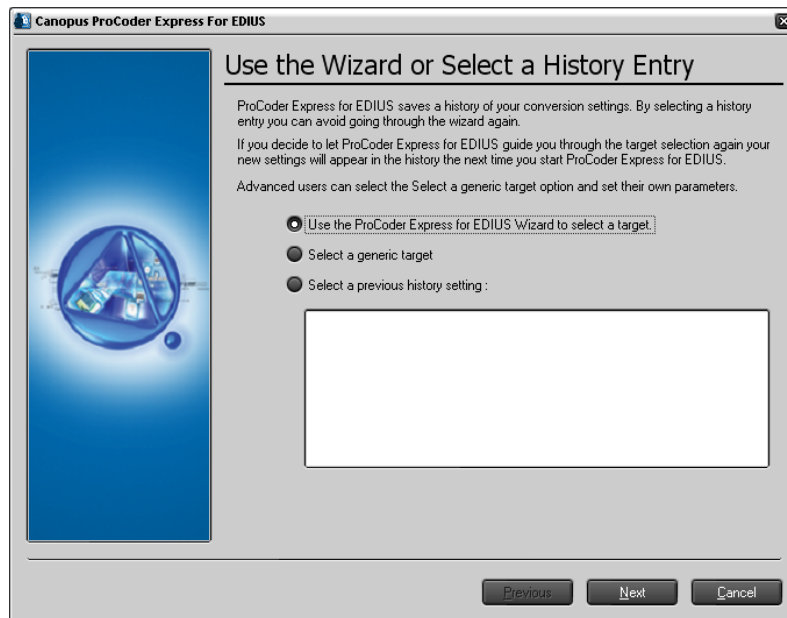 Canopus ProCoder Express For EDIUS
Use the Wizard or Select a History Entry
ProCoder Express for EDIUS saves a history of your conversion settings. By selecting a history
entry you can avoid going through the wizard again.
If you decide to let ProCoder Express for EDIUS guide you through the target selection again your
new settings will appear in the history the next time you start ProCoder Express for EDIUS.
Advanced users can select the Select a generic target option and set their own parameters.
Use the ProCoder Express for EDIUS Wizard to select a target.
Select a generic target
Select a previous history setting :
Previous Next Cancel